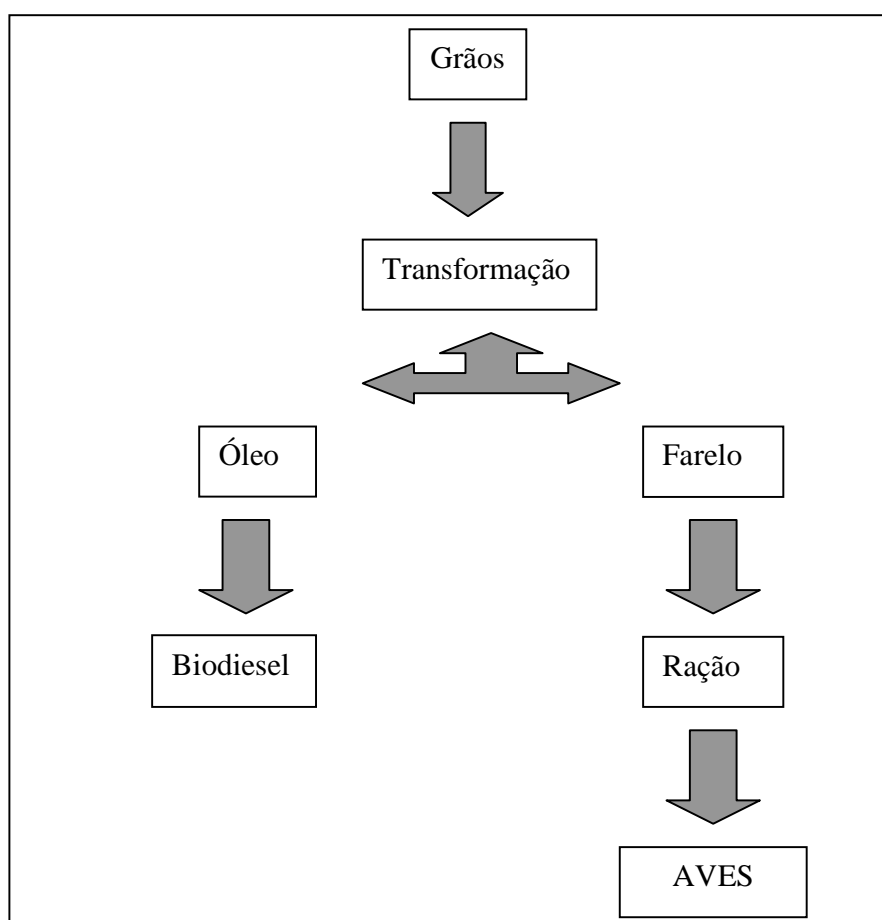 Grãos
Transformação
Óleo
Farelo
Biodiesel
Ração
AVES